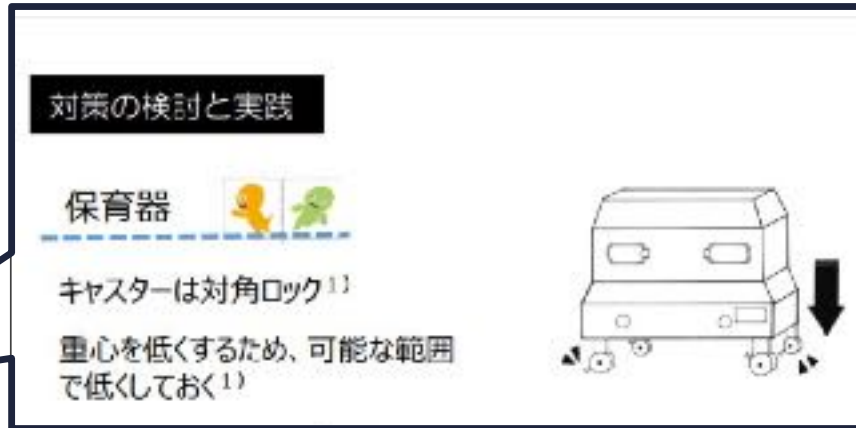 対策の検討と実践
保育器
キャスターは対角ロック1)
重心を低くするため、可能な範囲
で低くしておく1)